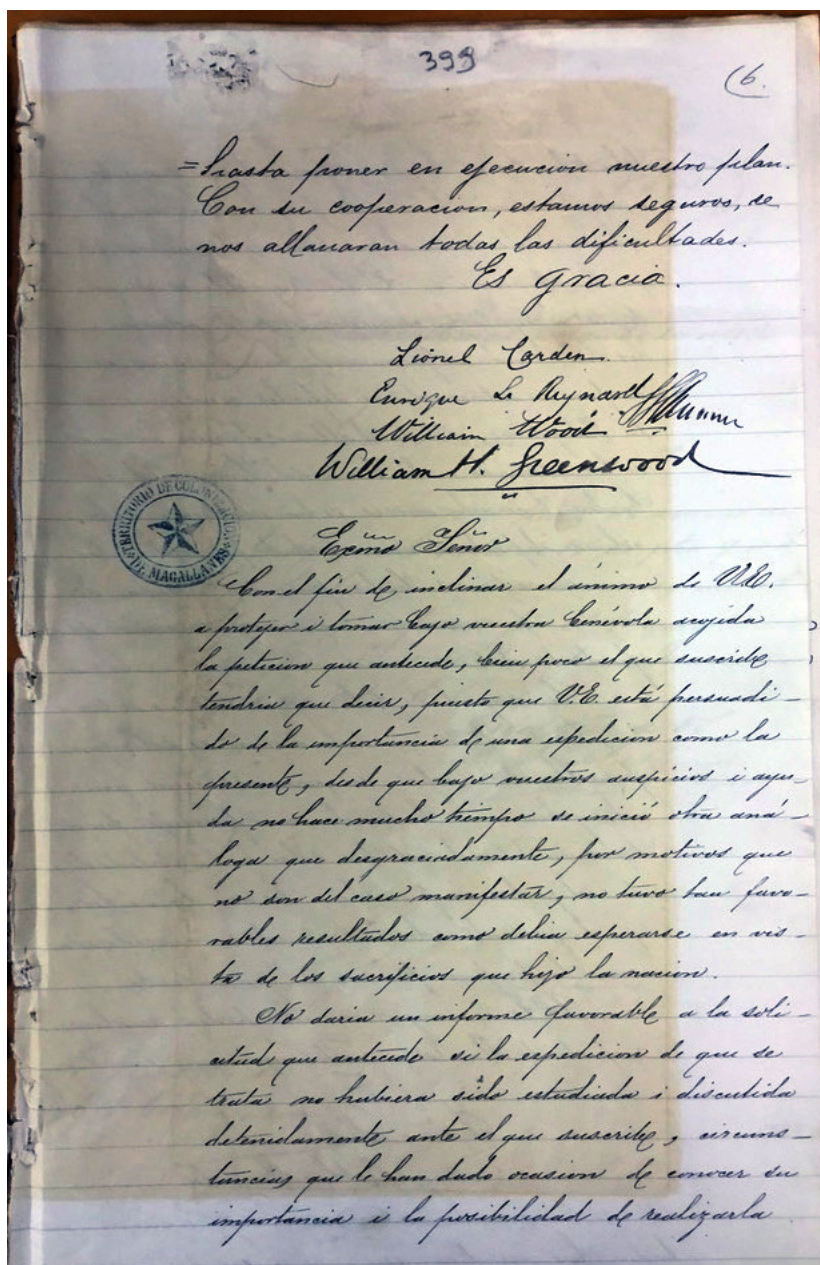 399
6.
=hasta poner en ejecucion nuestro plan.
Con su cooperacion, estamos seguros, se
nos allanaran todas las dificultades.
Es gracia.
Lionel Carden
Enrique L. Reynard
William Wood
William H. Greenwood
TERRITORIO DE COLONIZACION
DE MAGALLANES
Exmo Señor
Con el fin de inclinar el ánimo de V.E.
a protejer i tomar bajo vuestra benévola acojida
la peticion que antecede, bien poco el que suscribe
tendria que decir, puesto que V.E. está persuadi-
do de la importancia de una espedicion como la
presente, desde que bajo vuestros auspicios i ayu-
da no hace mucho tiempo se inició otra aná-
loga que desgraciadamente, por motivos que
no son del caso manifestar, no tuvo tan favo-
rables resultados como debia esperarse en vis-
ta de los sacrificios que hizo la nacion.
No daria un informe favorable a la soli-
citud que antecede si la espedicion de que se
trata no hubiera sido estudiada i discutida
detenidamente ante el que suscribe, circuns-
tancias que le han dado ocasion de conocer su
importancia i la posibilidad de realizarla